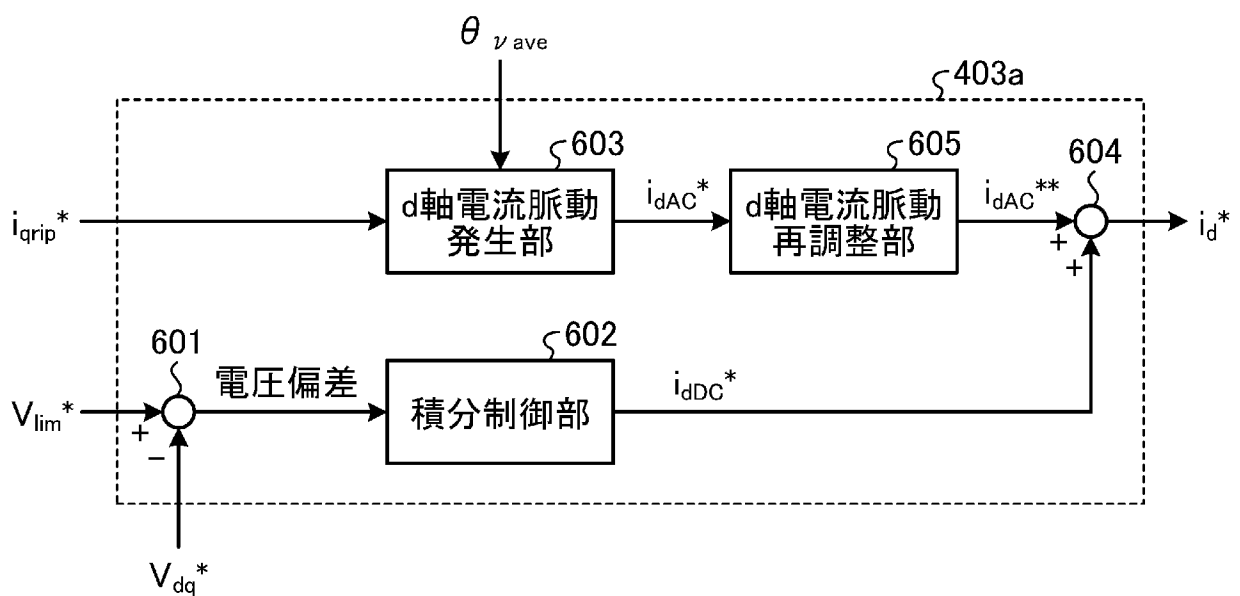 θνave
403a
603
605
604
iqrip*
d軸電流脈動
発生部
idAC*
d軸電流脈動
再調整部
idAC**
id*
+
+
601
602
Vlim*
電圧偏差
積分制御部
idDC*
+
−
Vdq*